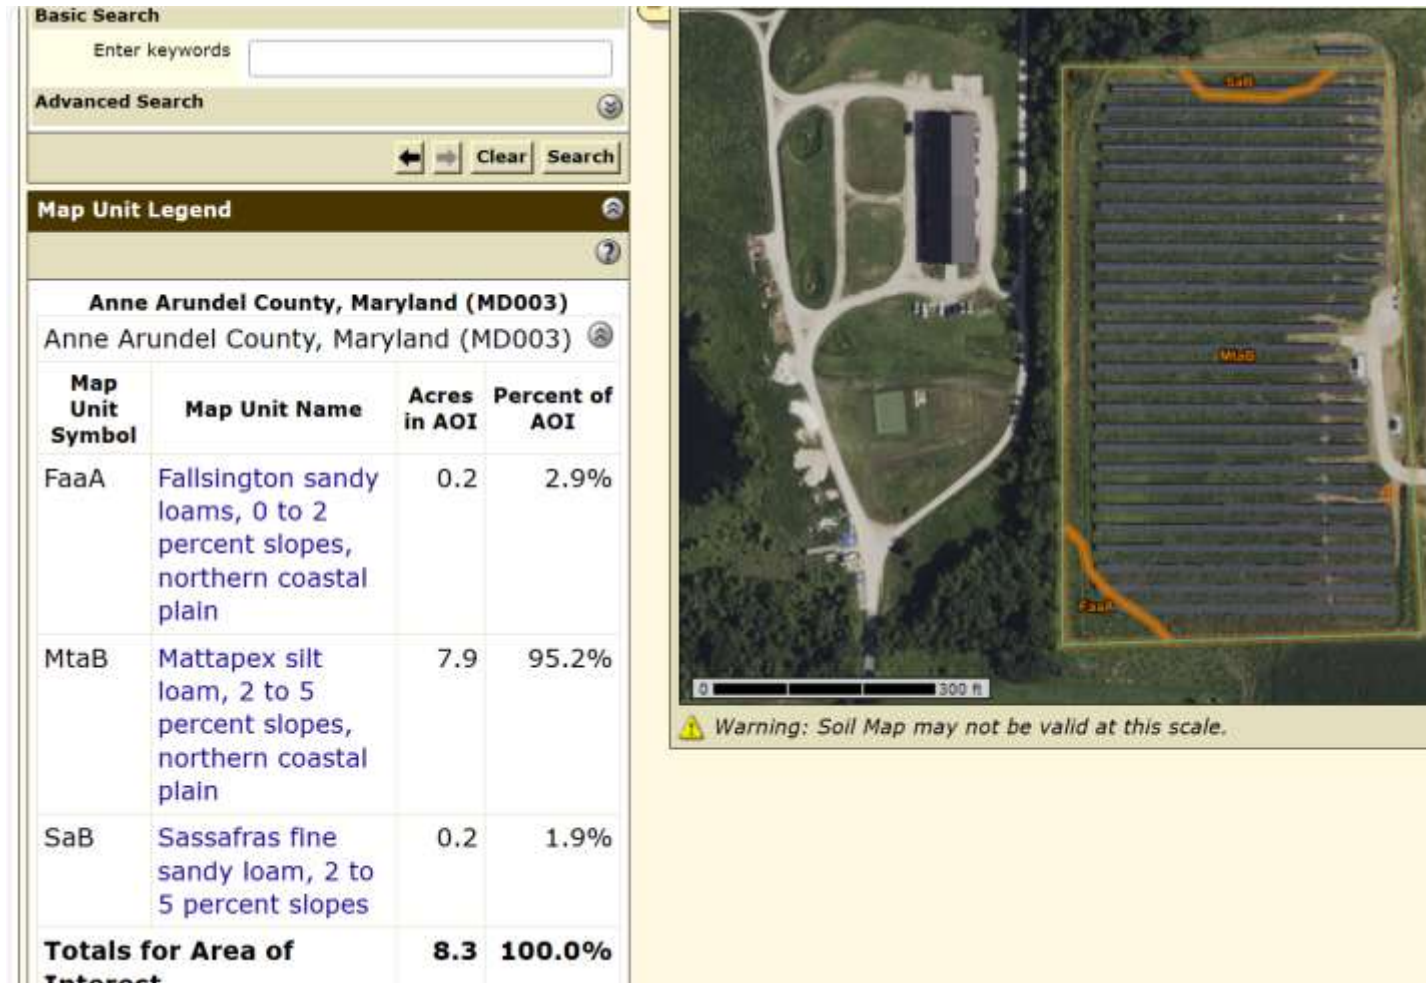 Basic Search
Enter keywords
Advanced Search
Clear Search
Map Unit Legend
?
Anne Arundel County, Maryland (MD003)
Anne Arundel County, Maryland (MD003)
Map Unit Symbol Map Unit Name Acres in AOI Percent of AOI
FaaA Fallsington sandy 0.2 2.9%
loams, 0 to 2
percent slopes,
northern coastal
plain
MtaB Mattapex silt 7.9 95.2%
loam, 2 to 5
percent slopes,
northern coastal
plain
SaB Sassafras fine 0.2 1.9%
sandy loam, 2 to
5 percent slopes
Totals for Area of 8.3 100.0%
Interest
SaB
MtaB
FaaA
0 300 ft
Warning: Soil Map may not be valid at this scale.